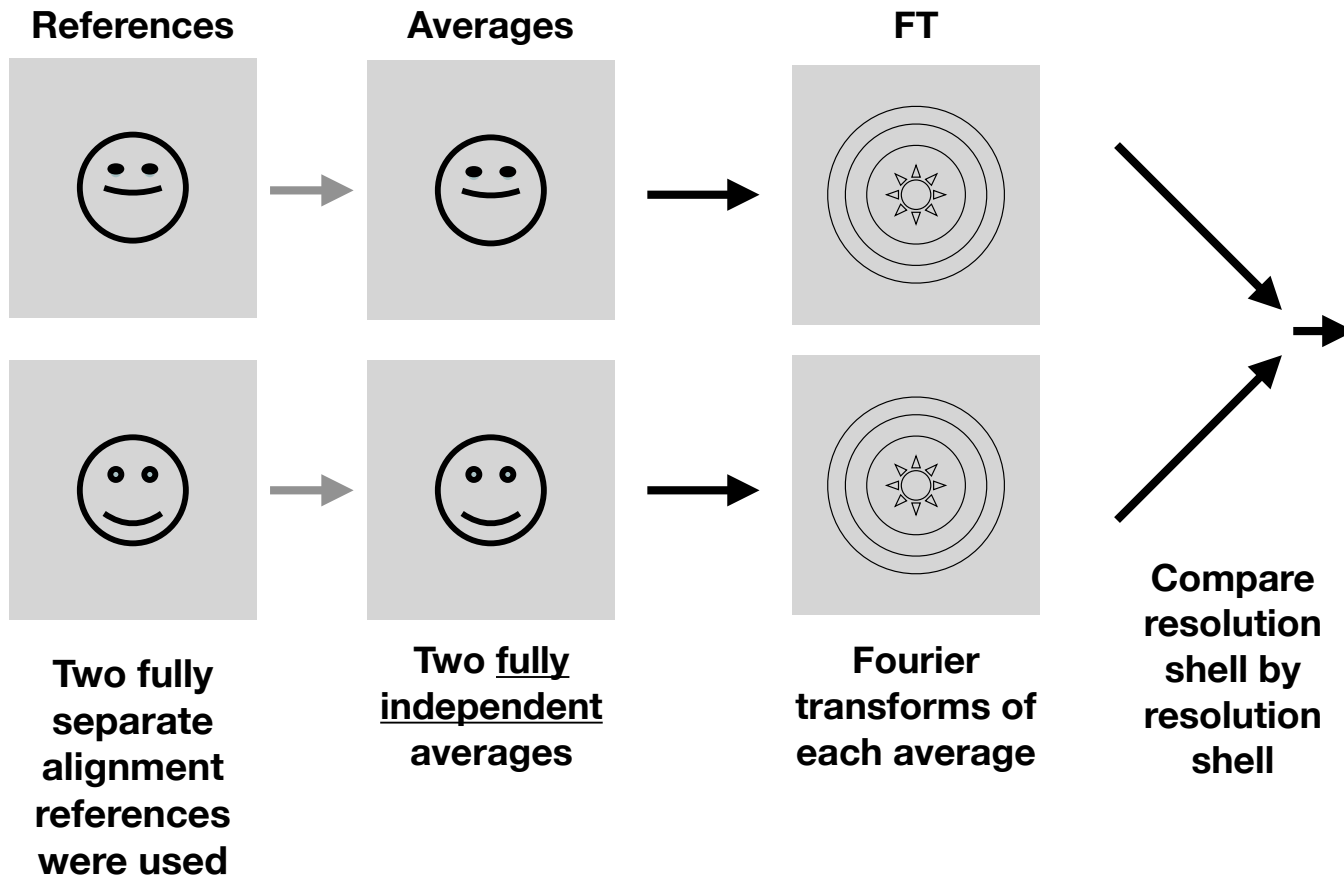 References
Averages
FT
Two fully
separate
alignment
references
were used
Two fully
independent
averages
Fourier
transforms of
each average
Compare
resolution
shell by
resolution
shell